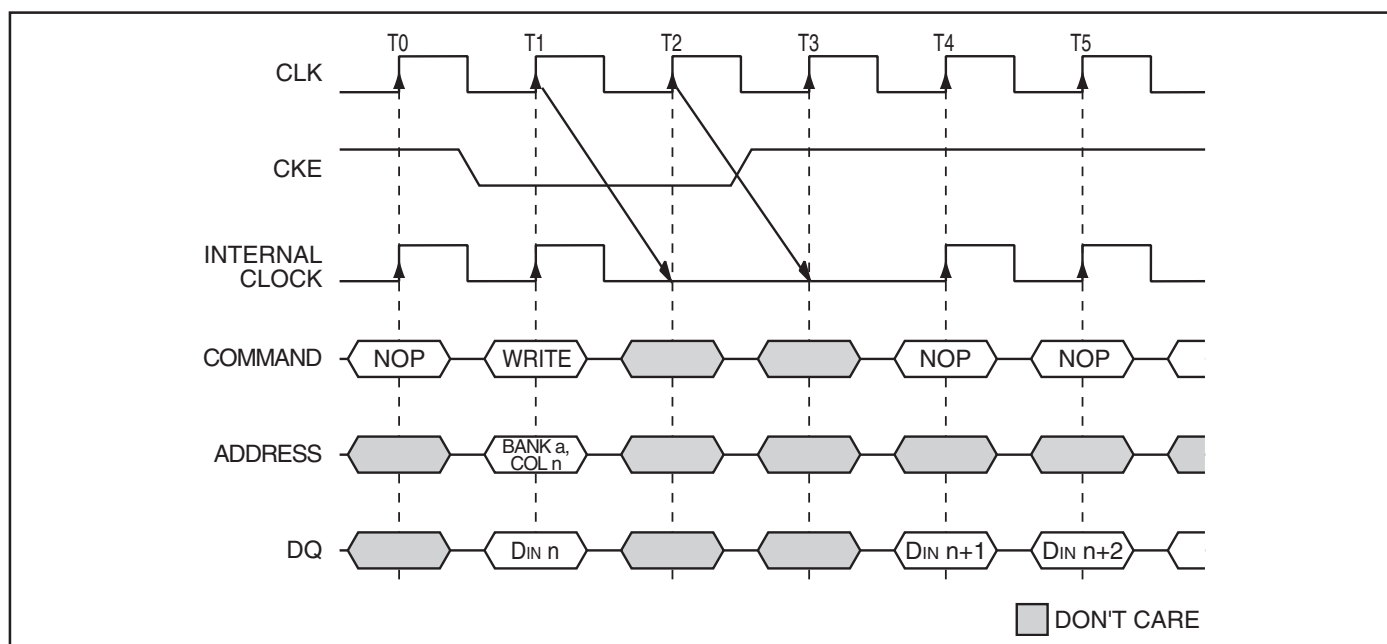 T0 T1 T2 T3 T4 T5
CLK
CKE
INTERNAL
CLOCK
COMMAND NOP WRITE NOP NOP
ADDRESS BANK a,
COL n
DQ DIN n DIN n+1 DIN n+2
DON'T CARE